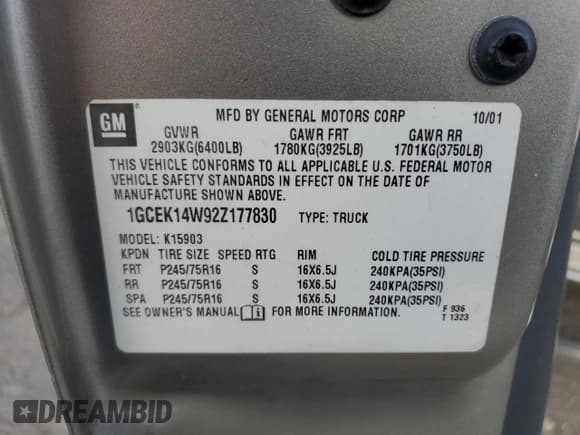 GM
MFD BY GENERAL MOTORS CORP 10/01
GVWR GAWR FRT GAWR RR
2903KG(6400LB) 1780KG(3925LB) 1701KG(3750LB)
THIS VEHICLE CONFORMS TO ALL APPLICABLE U.S. FEDERAL MOTOR
VEHICLE SAFETY STANDARDS IN EFFECT ON THE DATE OF
MANUFACTURE SHOWN ABOVE.
1GCEK14W92Z177830 TYPE: TRUCK
MODEL: K15903
KPDN TIRE SIZE SPEED RTG RIM COLD TIRE PRESSURE
FRT P245/75R16 S 16X6.5J 240KPA(35PSI)
RR P245/75R16 S 16X6.5J 240KPA(35PSI)
SPA P245/75R16 S 16X6.5J 240KPA(35PSI)
SEE OWNER'S MANUAL FOR MORE INFORMATION.
F 936
T 1323
DREAMBID